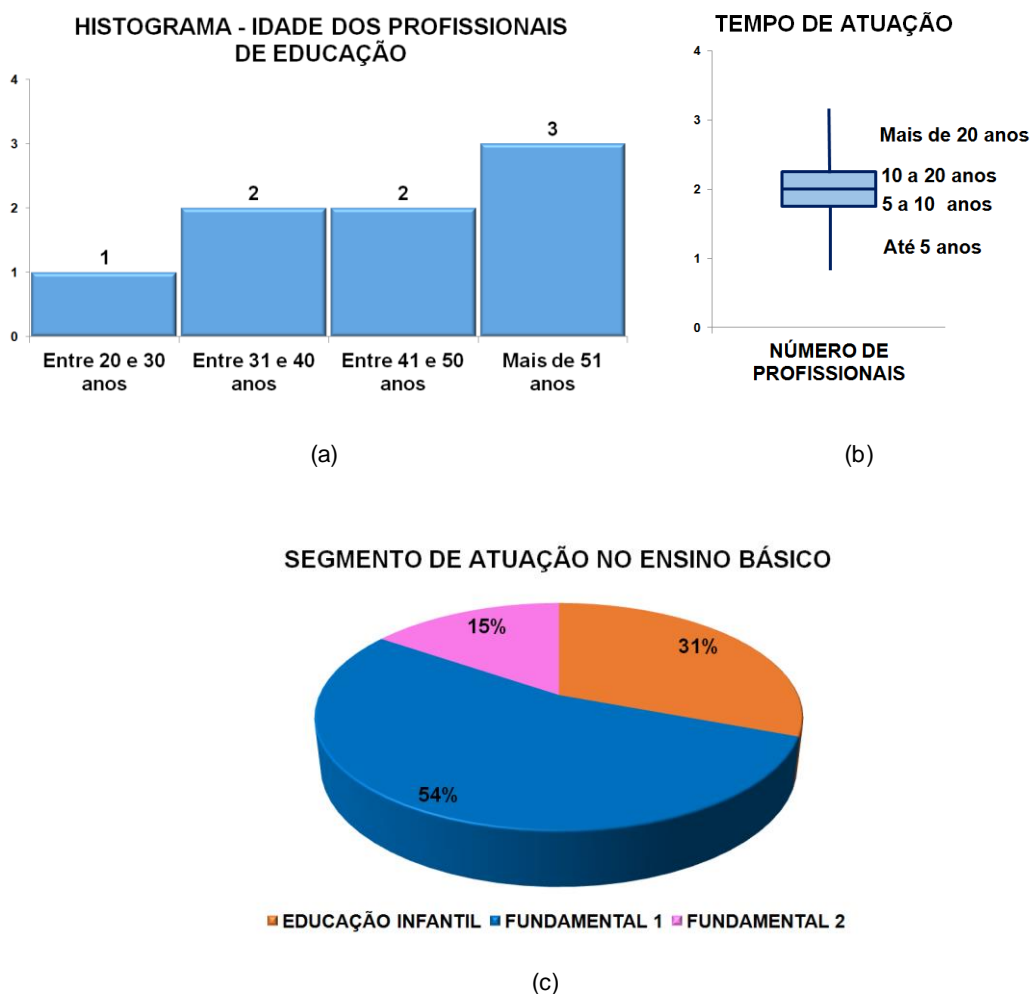 HISTOGRAMA - IDADE DOS PROFISSIONAIS
DE EDUCAÇÃO
4
3
2
1
0
1
2
2
3
Entre 20 e 30
anos
Entre 31 e 40
anos
Entre 41 e 50
anos
Mais de 51
anos
(a)
TEMPO DE ATUAÇÃO
4
3
2
1
0
Mais de 20 anos
10 a 20 anos
5 a 10 anos
Até 5 anos
NÚMERO DE
PROFISSIONAIS
(b)
SEGMENTO DE ATUAÇÃO NO ENSINO BÁSICO
15%
31%
54%
EDUCAÇÃO INFANTIL FUNDAMENTAL 1 FUNDAMENTAL 2
(c)